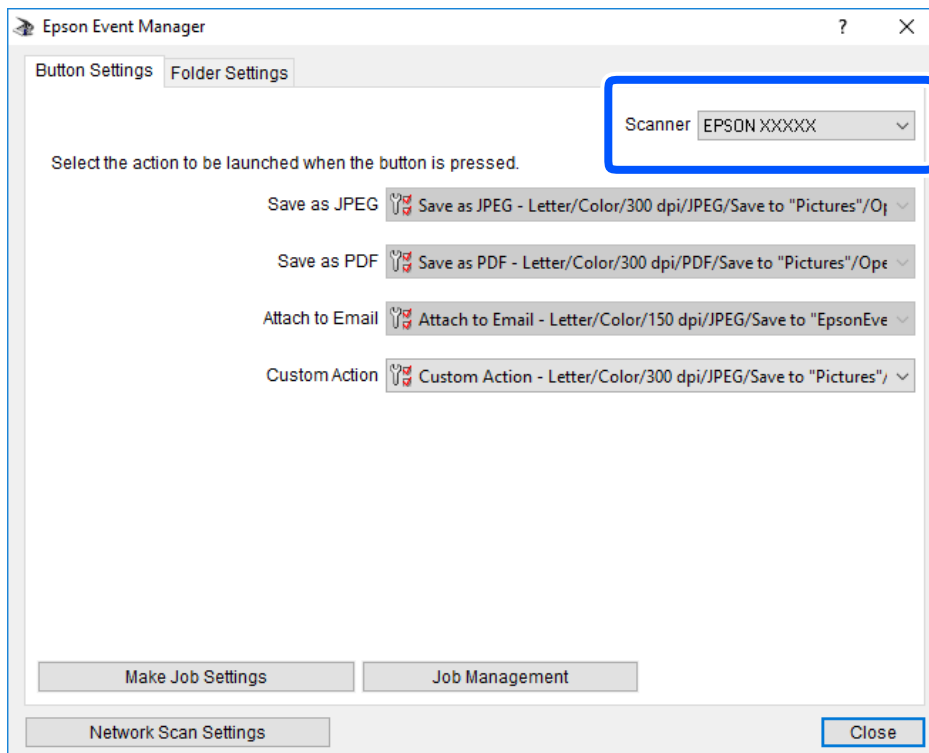 Epson Event Manager
Button Settings Folder Settings
Scanner EPSON XXXXX
Select the action to be launched when the button is pressed.
Save as JPEG Save as JPEG - Letter/Color/300 dpi/JPEG/Save to "Pictures"/Op
Save as PDF Save as PDF - Letter/Color/300 dpi/PDF/Save to "Pictures"/Ope
Attach to Email Attach to Email - Letter/Color/150 dpi/JPEG/Save to "EpsonEve
Custom Action Custom Action - Letter/Color/300 dpi/JPEG/Save to "Pictures"/
Make Job Settings Job Management
Network Scan Settings Close